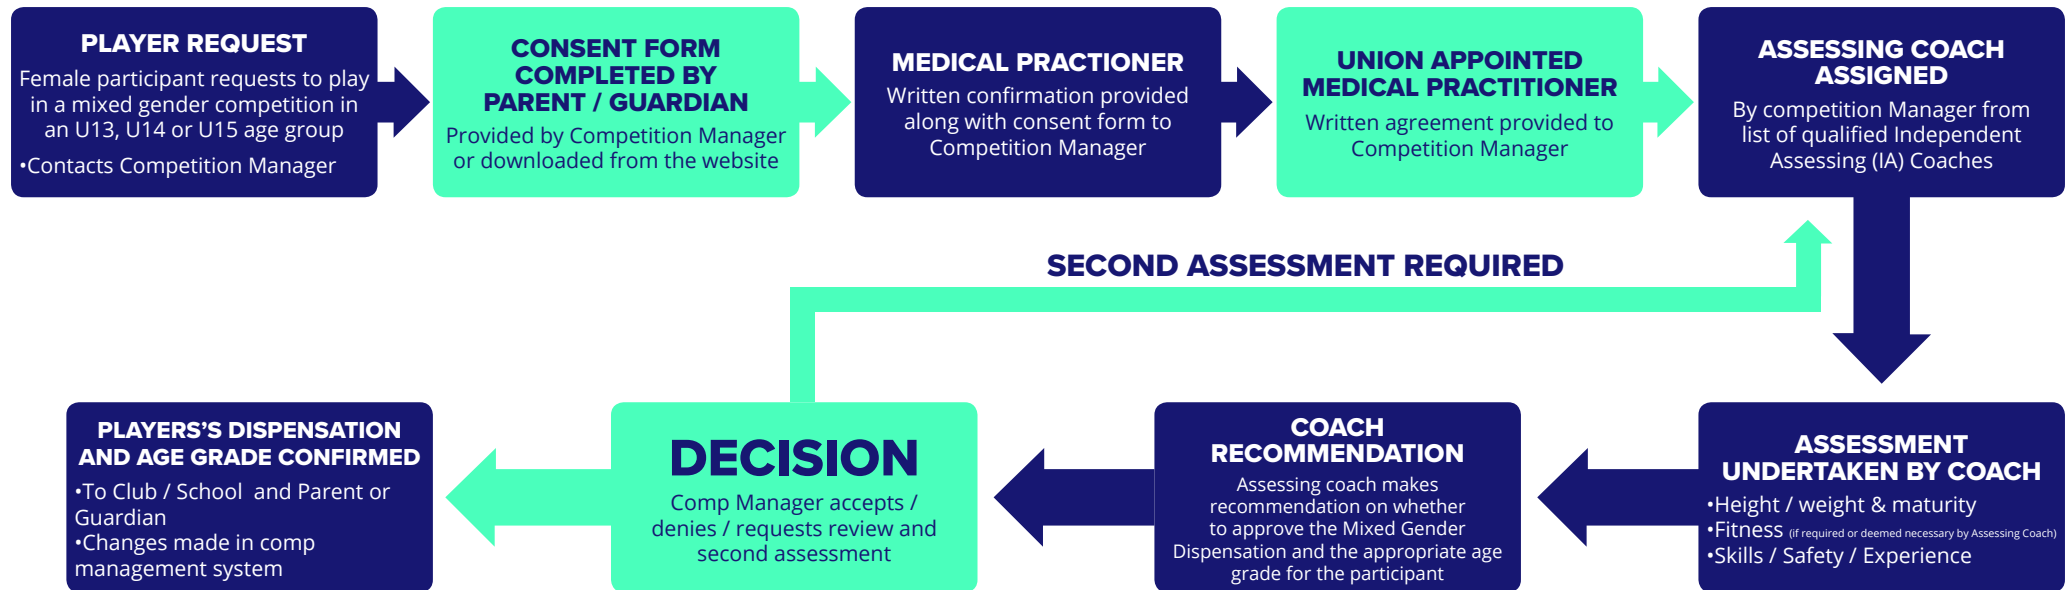 PLAYER REQUEST
Female participant requests to play
in a mixed gender competition in
an U13, U14 or U15 age group
•Contacts Competition Manager
CONSENT FORM
COMPLETED BY
PARENT / GUARDIAN
Provided by Competition Manager
or downloaded from the website
MEDICAL PRACTIONER
Written confirmation provided
along with consent form to
Competition Manager
UNION APPOINTED
MEDICAL PRACTITIONER
Written agreement provided to
Competition Manager
ASSESSING COACH
ASSIGNED
By competition Manager from
list of qualified Independent
Assessing (IA) Coaches
SECOND ASSESSMENT REQUIRED
PLAYERS'S DISPENSATION
AND AGE GRADE CONFIRMED
•To Club / School and Parent or
Guardian
•Changes made in comp
management system
DECISION
Comp Manager accepts /
denies / requests review and
second assessment
COACH
RECOMMENDATION
Assessing coach makes
recommendation on whether
to approve the Mixed Gender
Dispensation and the appropriate age
grade for the participant
ASSESSMENT
UNDERTAKEN BY COACH
•Height / weight & maturity
•Fitness (if required or deemed necessary by Assessing Coach)
•Skills / Safety / Experience